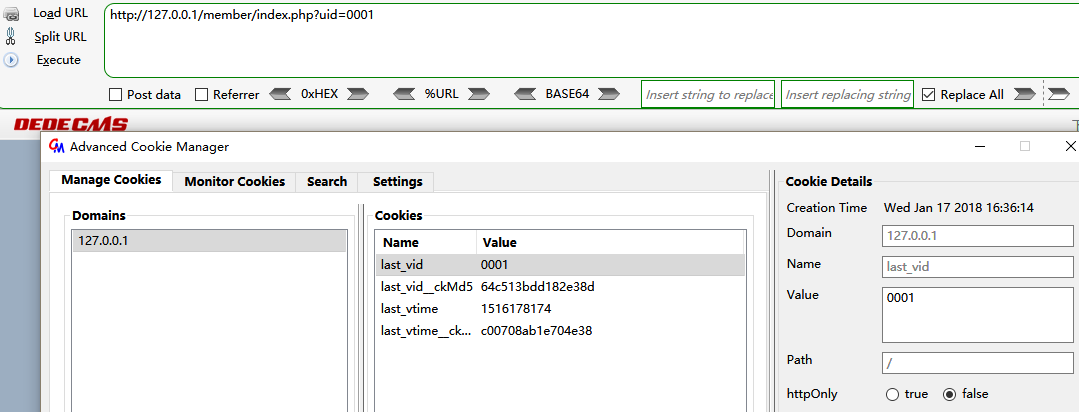 Load URL
http://127.0.0.1/member/index.php?uid=0001
Split URL
Execute
Post data Referrer 0xHEX %URL BASE64 Insert string to replace Insert replacing string Replace All
DEDECMS
Advanced Cookie Manager
Manage Cookies Monitor Cookies Search Settings
Domains
127.0.0.1
Cookies
Name Value
last_vid 0001
last_vid__ckMd5 64c513bdd182e38d
last_vtime 1516178174
last_vtime__ck... c00708ab1e704e38
Cookie Details
Creation Time Wed Jan 17 2018 16:36:14
Domain 127.0.0.1
Name last_vid
Value 0001
Path /
httpOnly true false